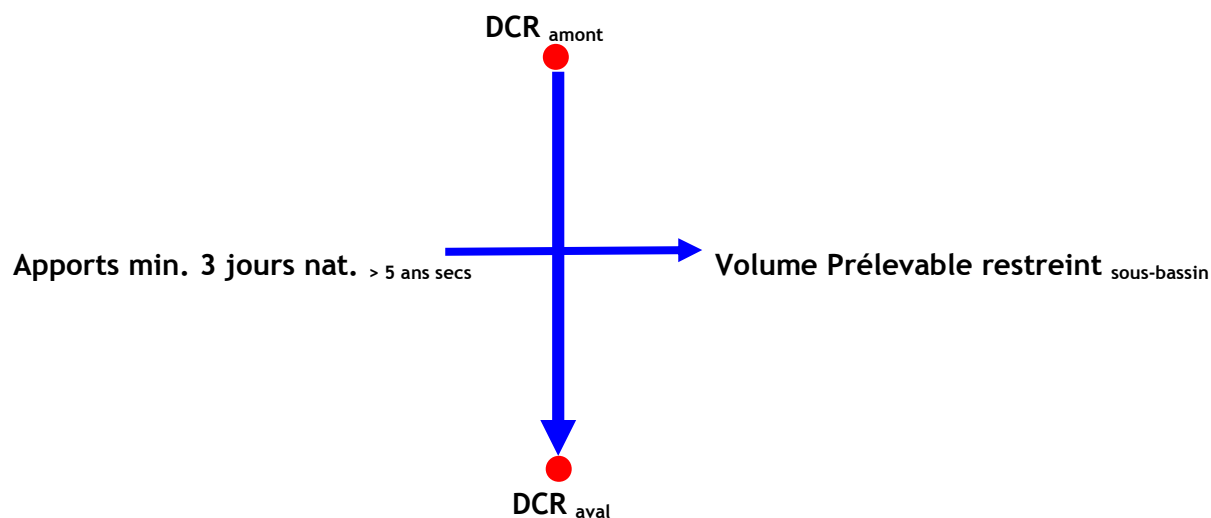 DCR amont
Apports min. 3 jours nat. > 5 ans secs
Volume Prélevable restreint sous-bassin
DCR aval